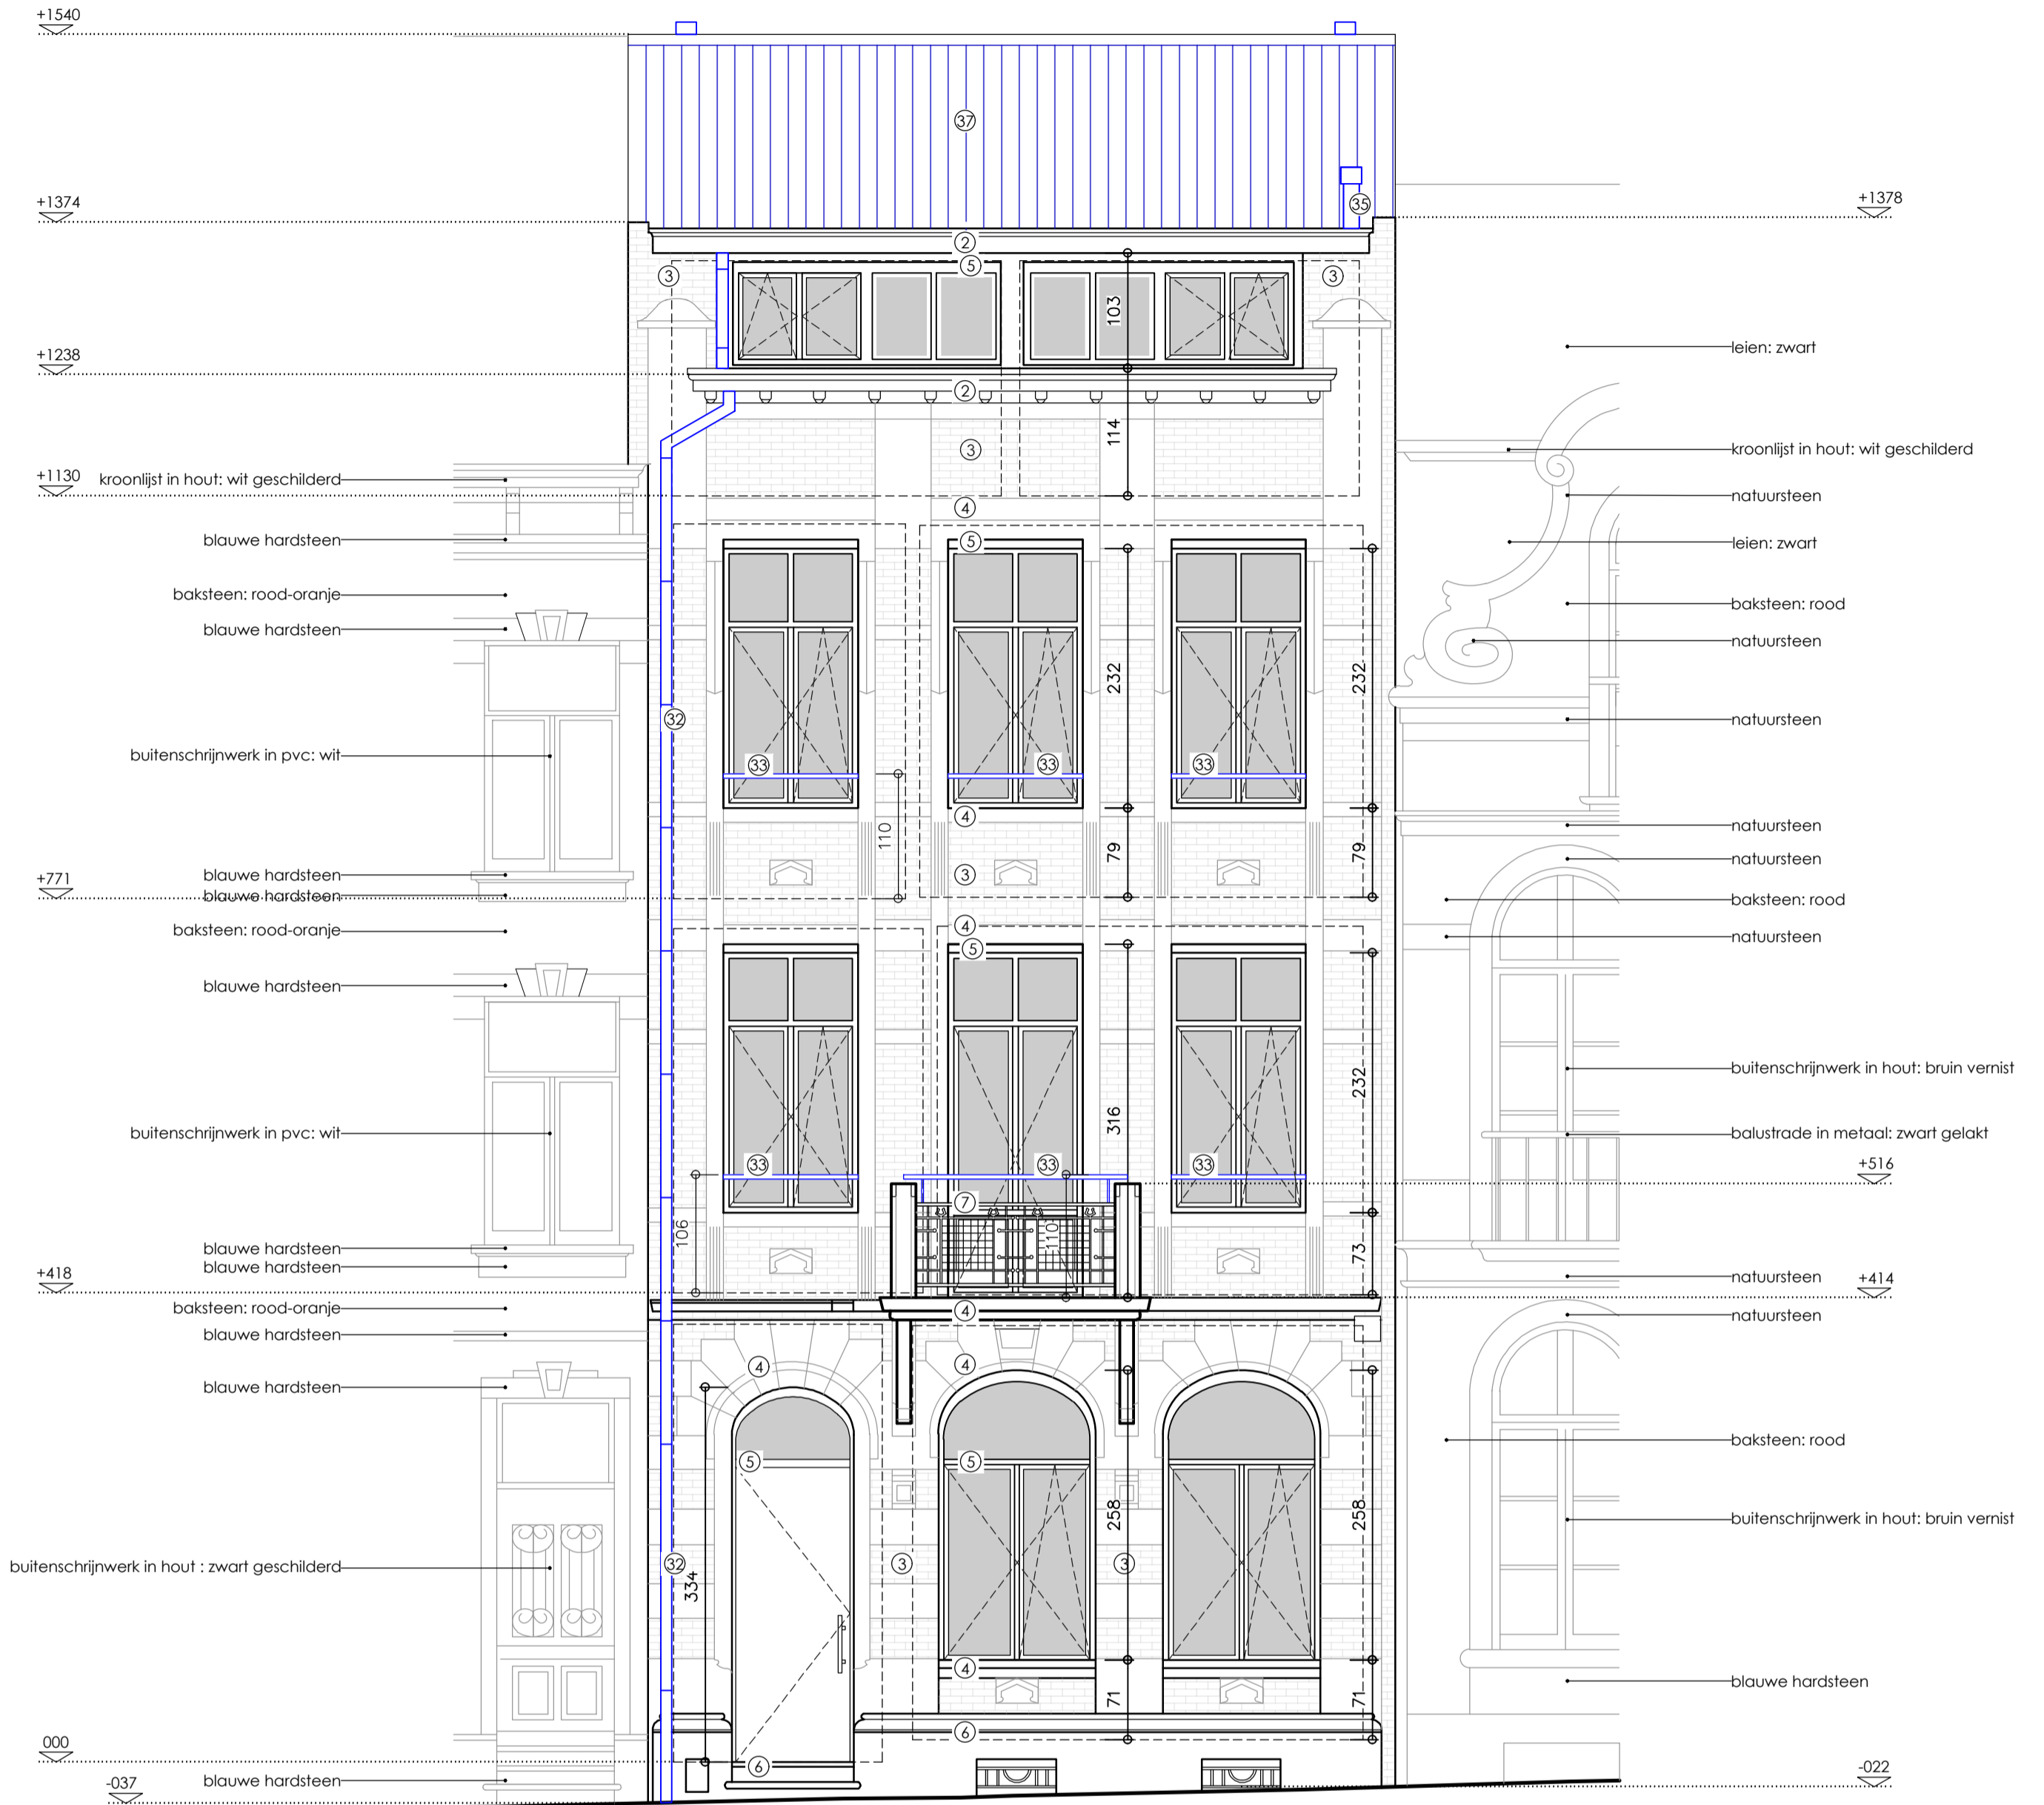 +1540
37
+1374
35
+1378
2
5
3
3
103
leien: zwart
+1238
2
114
3
kroonlijst in hout: wit geschilderd
+1130
kroonlijst in hout: wit geschilderd
natuursteen
4
blauwe hardsteen
5
leien: zwart
baksteen: rood-oranje
baksteen: rood
blauwe hardsteen
natuursteen
232
232
32
natuursteen
buitenschrijnwerk in pvc: wit
33
33
33
4
natuursteen
110
79
79
natuursteen
+771
blauwe hardsteen
3
blauwe hardsteen
baksteen: rood
baksteen: rood-oranje
4
natuursteen
5
blauwe hardsteen
buitenschrijnwerk in hout: bruin vernist
232
316
buitenschrijnwerk in pvc: wit
balustrade in metaal: zwart gelakt
33
33
33
+516
7
106
110
blauwe hardsteen
73
blauwe hardsteen
+418
natuursteen
+414
baksteen: rood-oranje
4
natuursteen
blauwe hardsteen
4
4
blauwe hardsteen
baksteen: rood
5
5
258
258
buitenschrijnwerk in hout: bruin vernist
buitenschrijnwerk in hout : zwart geschilderd
32
334
3
3
4
blauwe hardsteen
71
71
6
000
6
-037
blauwe hardsteen
-022